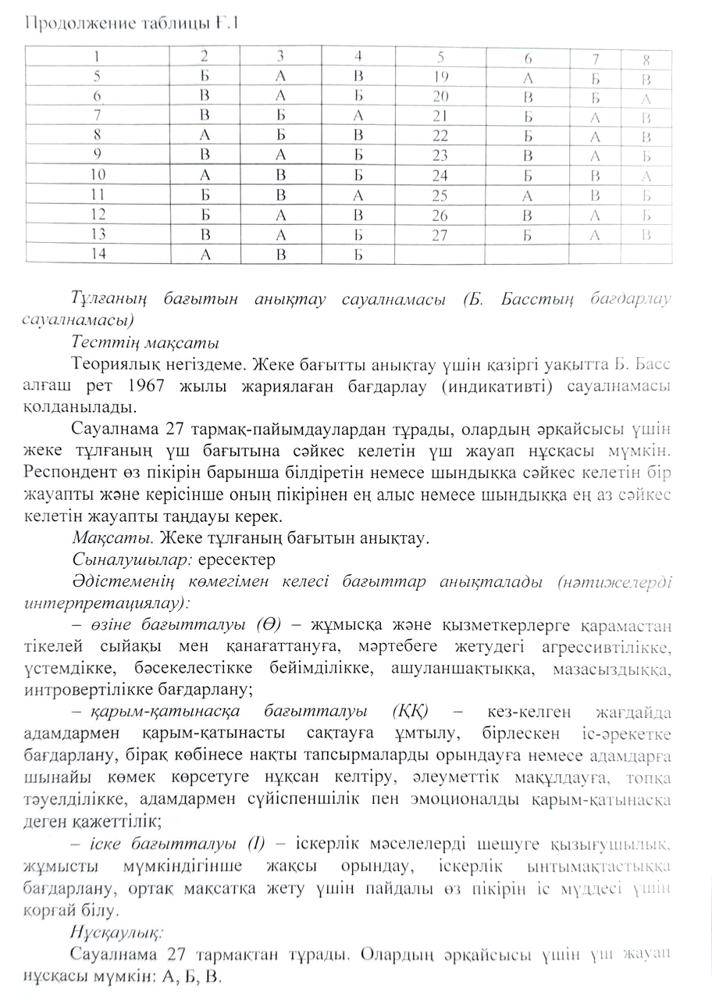 Продолжение таблицы Ғ.1
1 2 3 4 5 6 7 8
5 Б А В 19 А Б В
6 В А Б 20 В Б А
7 В Б А 21 Б А В
8 А Б В 22 Б А В
9 В А Б 23 В А Б
10 А В Б 24 Б В А
11 Б В А 25 А В Б
12 Б А В 26 В А Б
13 В А Б 27 Б А В
14 А В Б
Тұлғаның бағытын анықтау сауалнамасы (Б. Басстың бағдарлау
сауалнамасы)
Тесттің мақсаты
Теориялық негіздеме. Жеке бағытты анықтау үшін қазіргі уақытта Б. Басс
алғаш рет 1967 жылы жариялаған бағдарлау (индикативті) сауалнамасы
қолданылады.
Сауалнама 27 тармақ-пайымдаулардан тұрады, олардың әрқайсысы үшін
жеке тұлғаның үш бағытына сәйкес келетін үш жауап нұсқасы мүмкін.
Респондент өз пікірін барынша білдіретін немесе шындыққа сәйкес келетін бір
жауапты және керісінше оның пікірінен ең алыс немесе шындыққа ең аз сәйкес
келетін жауапты таңдауы керек.
Мақсаты. Жеке тұлғаның бағытын анықтау.
Сыналушылар: ересектер
Әдістеменің көмегімен келесі бағыттар анықталады (нәтижелерді
интерпретациялау):
– өзіне бағытталуы (Ө) – жұмысқа және қызметкерлерге қарамастан
тікелей сыйақы мен қанағаттануға, мәртебеге жетудегі агрессивтілікке,
үстемдікке, бәсекелестікке бейімділікке, ашуланшақтыққа, мазасыздыққа,
интровертілікке бағдарлану;
– қарым-қатынасқа бағытталуы (ҚҚ) – кез-келген жағдайда
адамдармен қарым-қатынасты сақтауға ұмтылу, бірлескен іс-әрекетке
бағдарлану, бірақ көбінесе нақты тапсырмаларды орындауға немесе адамдарға
шынайы көмек көрсетуге нұқсан келтіру, әлеуметтік мақұлдауға, топқа
тәуелділікке, адамдармен сүйіспеншілік пен эмоционалды қарым-қатынасқа
деген қажеттілік;
– іске бағытталуы (І) – іскерлік мәселелерді шешуге қызығушылық,
жұмысты мүмкіндігінше жақсы орындау, іскерлік ынтымақтастыққа
бағдарлану, ортақ мақсатқа жету үшін пайдалы өз пікірін іс мүддесі үшін
қорғай білу.
Нұсқаулық:
Сауалнама 27 тармақтан тұрады. Олардың әрқайсысы үшін үш жауап
нұсқасы мүмкін: А, Б, В.